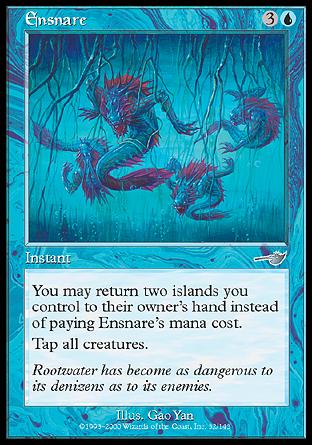 Ensnare 3
Instant
You may return two islands you
control to their owner's hand instead
of paying Ensnare's mana cost.
Tap all creatures.
Rootwater has become as dangerous to
its denizens as to its enemies.
Illus. Gao Yan
©1993-2000 Wizards of the Coast, Inc. 32/143